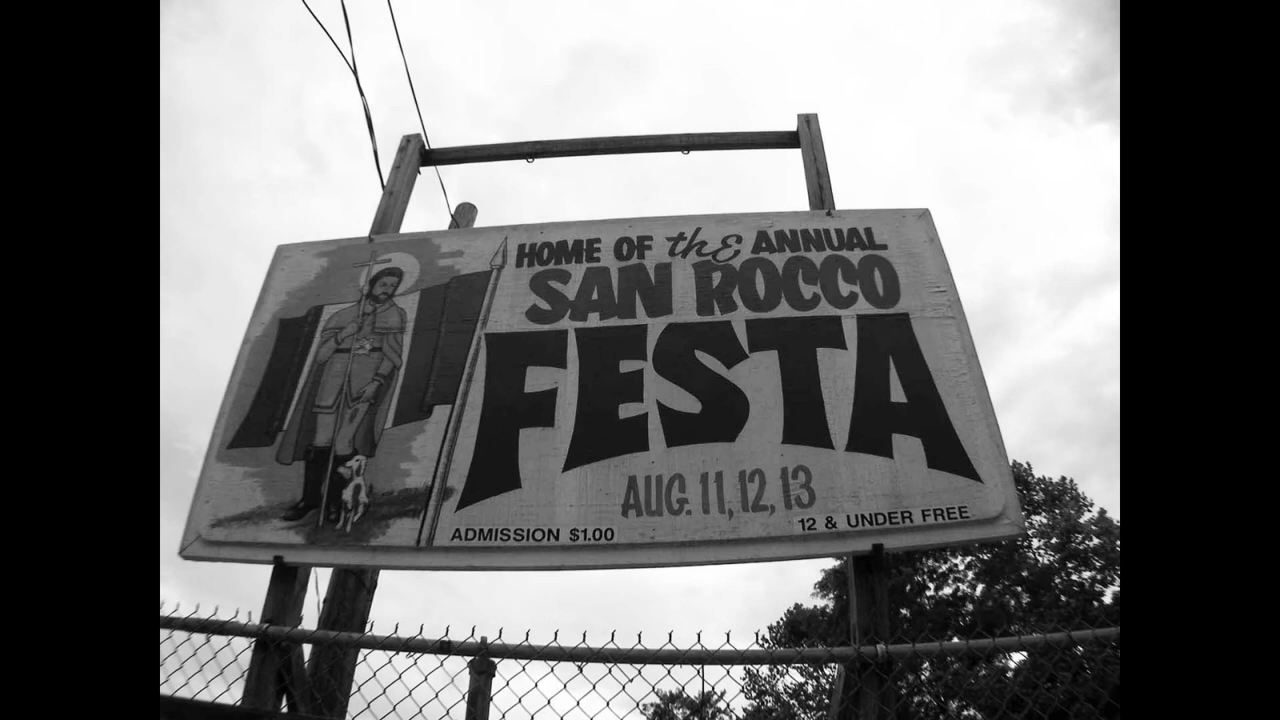 HOME OF the ANNUAL
SAN ROCCO
FESTA
AUG. 11, 12, 13
ADMISSION $1.00
12 & UNDER FREE